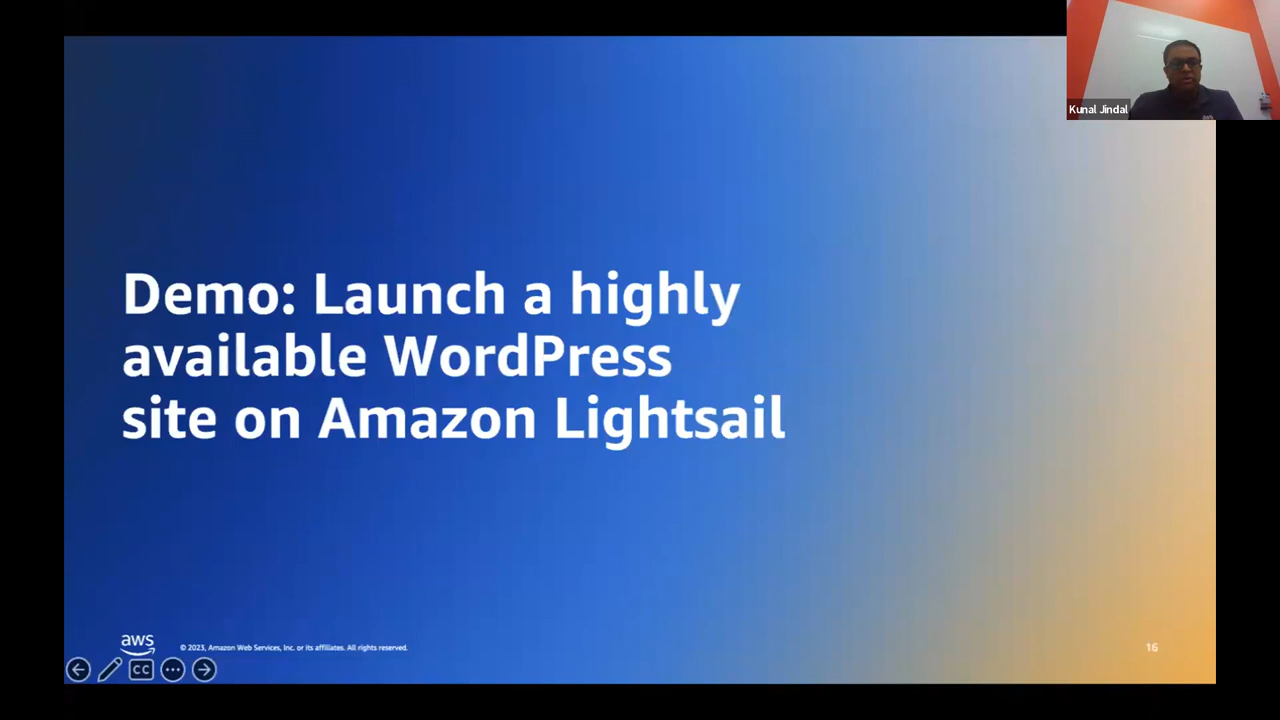 Kunal Jindal
Demo: Launch a highly
available WordPress
site on Amazon Lightsail
aws
© 2023, Amazon Web Services, Inc. or its affiliates. All rights reserved.
16
CC
aws